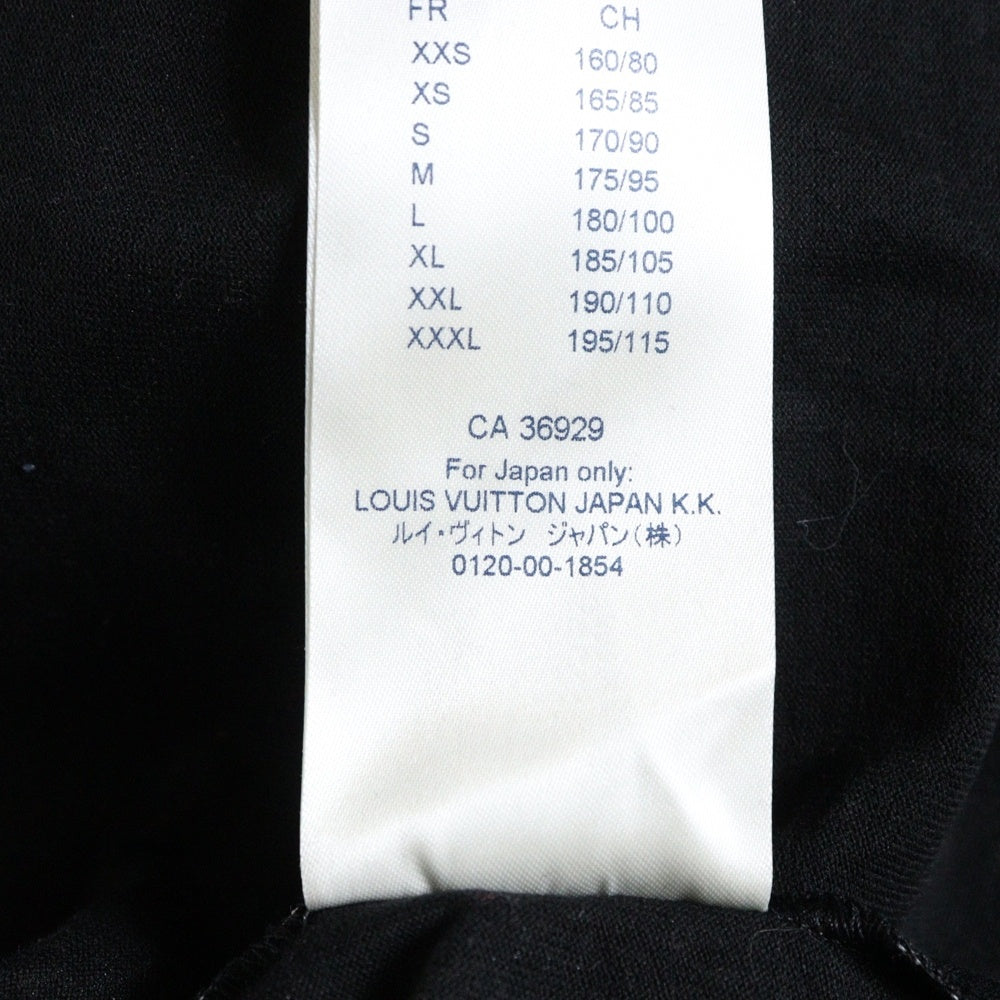 FR CH
XXS 160/80
XS 165/85
S 170/90
M 175/95
L 180/100
XL 185/105
XXL 190/110
XXXL 195/115
CA 36929
For Japan only:
LOUIS VUITTON JAPAN K.K.
ルイ・ヴィトン ジャパン(株)
0120-00-1854